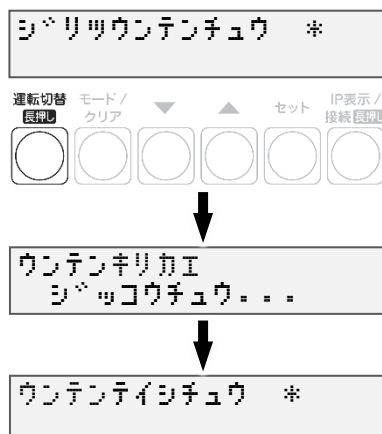 ジリツウンテンチュウ ＊
運転切替
長押し
モード/
クリア
▼
▲
セット
IP表示/
接続 長押し
ウンテンキリカエ
ジッコウチュウ...
ウンテンテイシチュウ ＊